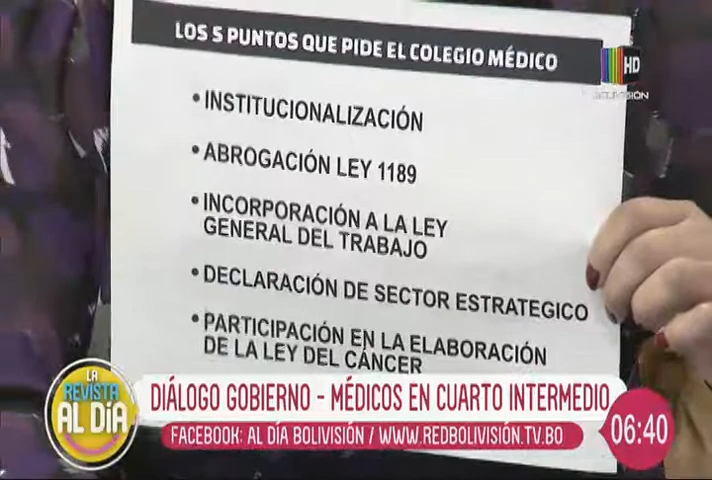 LOS 5 PUNTOS QUE PIDE EL COLEGIO MÉDICO
HD
• INSTITUCIONALIZACIÓN
• ABROGACIÓN LEY 1189
• INCORPORACIÓN A LA LEY
GENERAL DEL TRABAJO
• DECLARACIÓN DE SECTOR ESTRATEGICO
• PARTICIPACIÓN EN LA ELABORACIÓN
DE LA LEY DEL CÁNCER
LA
REVISTA
AL DÍA
DIÁLOGO GOBIERNO - MÉDICOS EN CUARTO INTERMEDIO
FACEBOOK: AL DÍA BOLIVISIÓN / WWW.REDBOLIVISIÓN.TV.BO
06:40